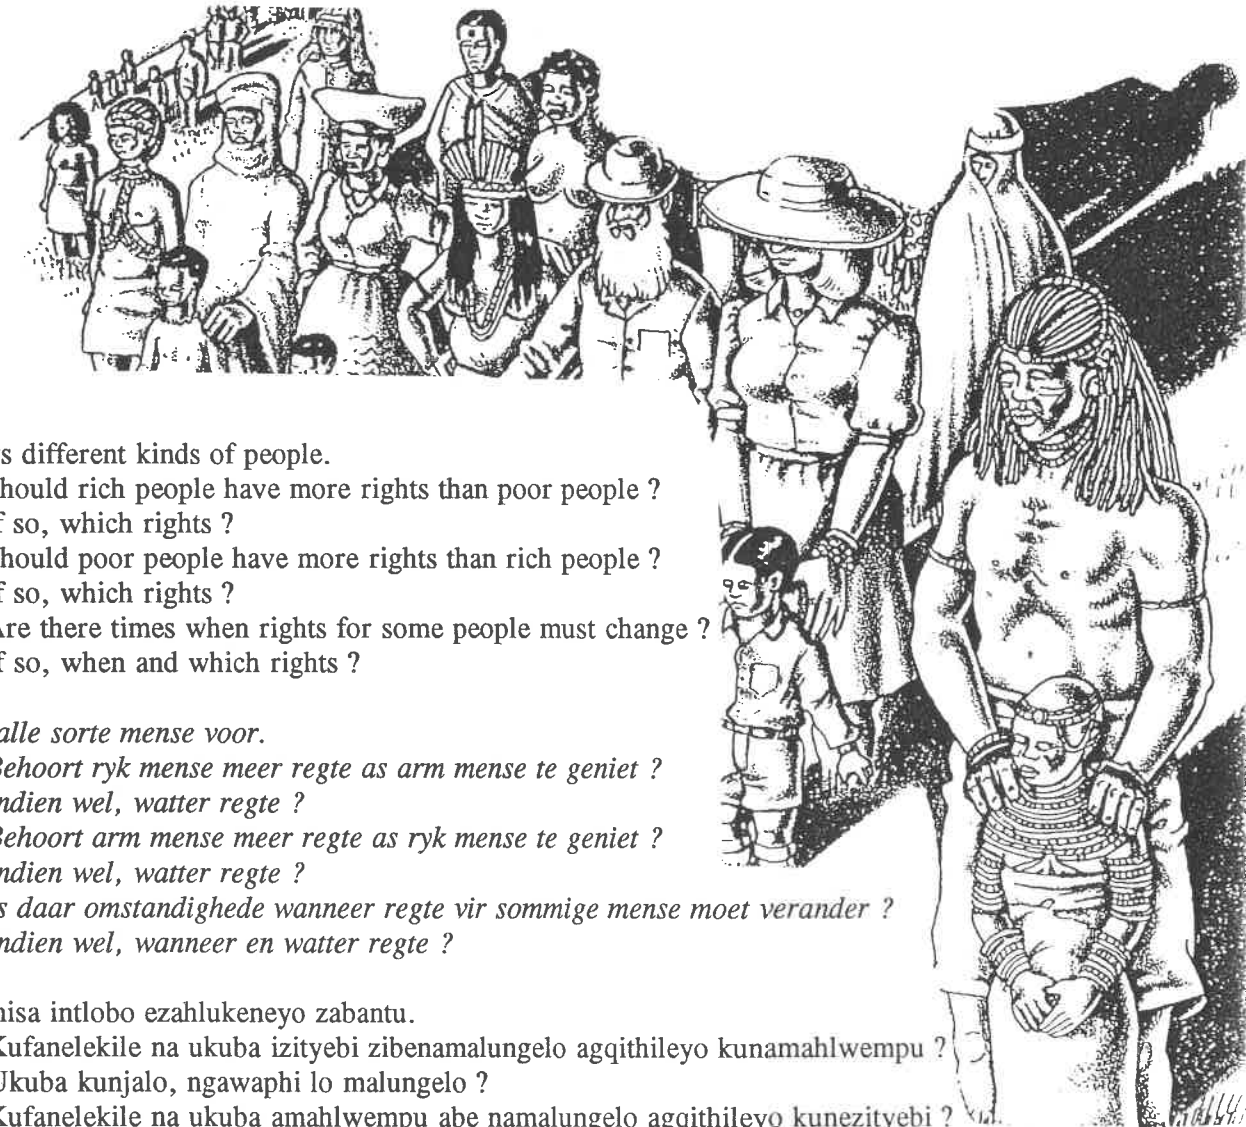 s different kinds of people.
hould rich people have more rights than poor people ?
f so, which rights ?
hould poor people have more rights than rich people ?
f so, which rights ?
Are there times when rights for some people must change ?
f so, when and which rights ?
alle sorte mense voor.
Behoort ryk mense meer regte as arm mense te geniet ?
ndien wel, watter regte ?
Behoort arm mense meer regte as ryk mense te geniet ?
ndien wel, watter regte ?
s daar omstandighede wanneer regte vir sommige mense moet verander ?
ndien wel, wanneer en watter regte ?
nisa intlobo ezahlukeneyo zabantu.
Kufanelekile na ukuba izityebi zibenamalungelo agqithileyo kunamahlwempu ?
Ukuba kunjalo, ngawaphi lo malungelo ?
Kufanelekile na ukuba amahlwempu abe namalungelo agqithileyo kunezityebi ?